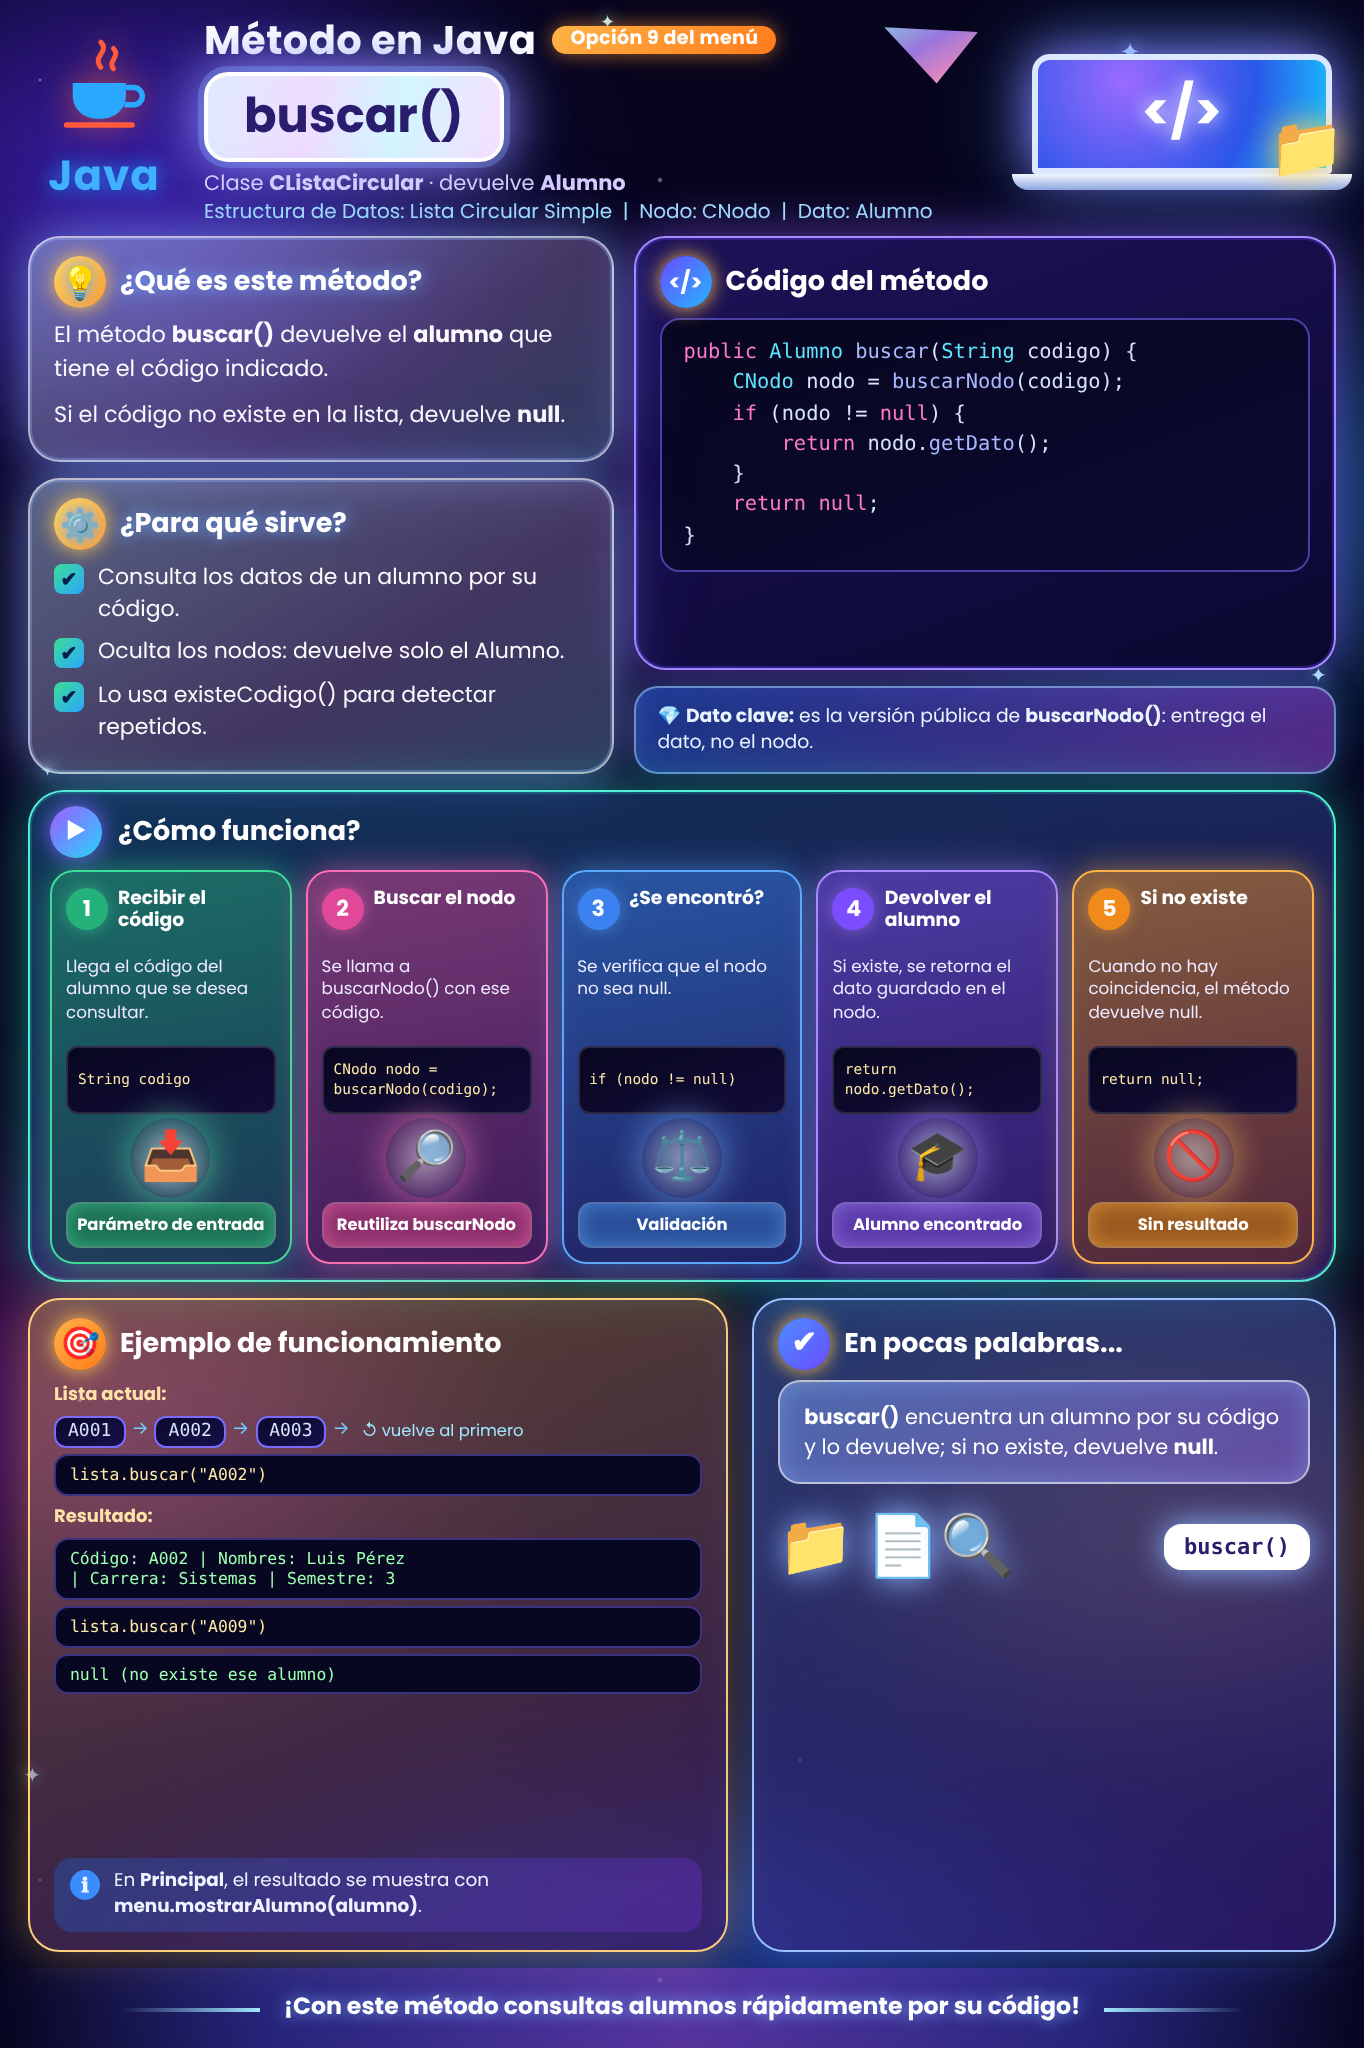 Método en Java
Opción 9 del menú
buscar()
Java
Clase CListaCircular · devuelve Alumno
Estructura de Datos: Lista Circular Simple | Nodo: CNodo | Dato: Alumno
</>
¿Qué es este método?
El método buscar() devuelve el alumno que
tiene el código indicado.
Si el código no existe en la lista, devuelve null.
¿Para qué sirve?
Consulta los datos de un alumno por su
código.
Oculta los nodos: devuelve solo el Alumno.
Lo usa existeCodigo() para detectar
repetidos.
</> Código del método
public Alumno buscar(String codigo) {
    CNodo nodo = buscarNodo(codigo);
    if (nodo != null) {
        return nodo.getDato();
    }
    return null;
}
Dato clave: es la versión pública de buscarNodo(): entrega el
dato, no el nodo.
¿Cómo funciona?
1 Recibir el
código
Llega el código del
alumno que se desea
consultar.
String codigo
Parámetro de entrada
2 Buscar el nodo
Se llama a
buscarNodo() con ese
código.
CNodo nodo =
buscarNodo(codigo);
Reutiliza buscarNodo
3 ¿Se encontró?
Se verifica que el nodo
no sea null.
if (nodo != null)
Validación
4 Devolver el
alumno
Si existe, se retorna el
dato guardado en el
nodo.
return
nodo.getDato();
Alumno encontrado
5 Si no existe
Cuando no hay
coincidencia, el método
devuelve null.
return null;
Sin resultado
Ejemplo de funcionamiento
Lista actual:
A001 → A002 → A003 → ↺ vuelve al primero
lista.buscar("A002")
Resultado:
Código: A002 | Nombres: Luis Pérez
| Carrera: Sistemas | Semestre: 3
lista.buscar("A009")
null (no existe ese alumno)
i En Principal, el resultado se muestra con
menu.mostrarAlumno(alumno).
✔ En pocas palabras...
buscar() encuentra un alumno por su código
y lo devuelve; si no existe, devuelve null.
buscar()
¡Con este método consultas alumnos rápidamente por su código!